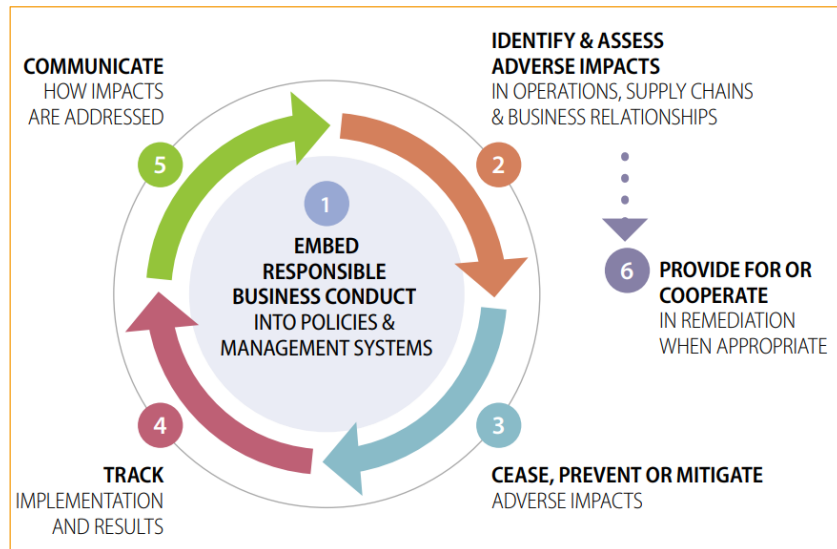 1
EMBED
RESPONSIBLE
BUSINESS CONDUCT
INTO POLICIES &
MANAGEMENT SYSTEMS
2
IDENTIFY & ASSESS
ADVERSE IMPACTS
IN OPERATIONS, SUPPLY CHAINS
& BUSINESS RELATIONSHIPS
3
CEASE, PREVENT OR MITIGATE
ADVERSE IMPACTS
4
TRACK
IMPLEMENTATION
AND RESULTS
5
COMMUNICATE
HOW IMPACTS
ARE ADDRESSED
6
PROVIDE FOR OR
COOPERATE
IN REMEDIATION
WHEN APPROPRIATE